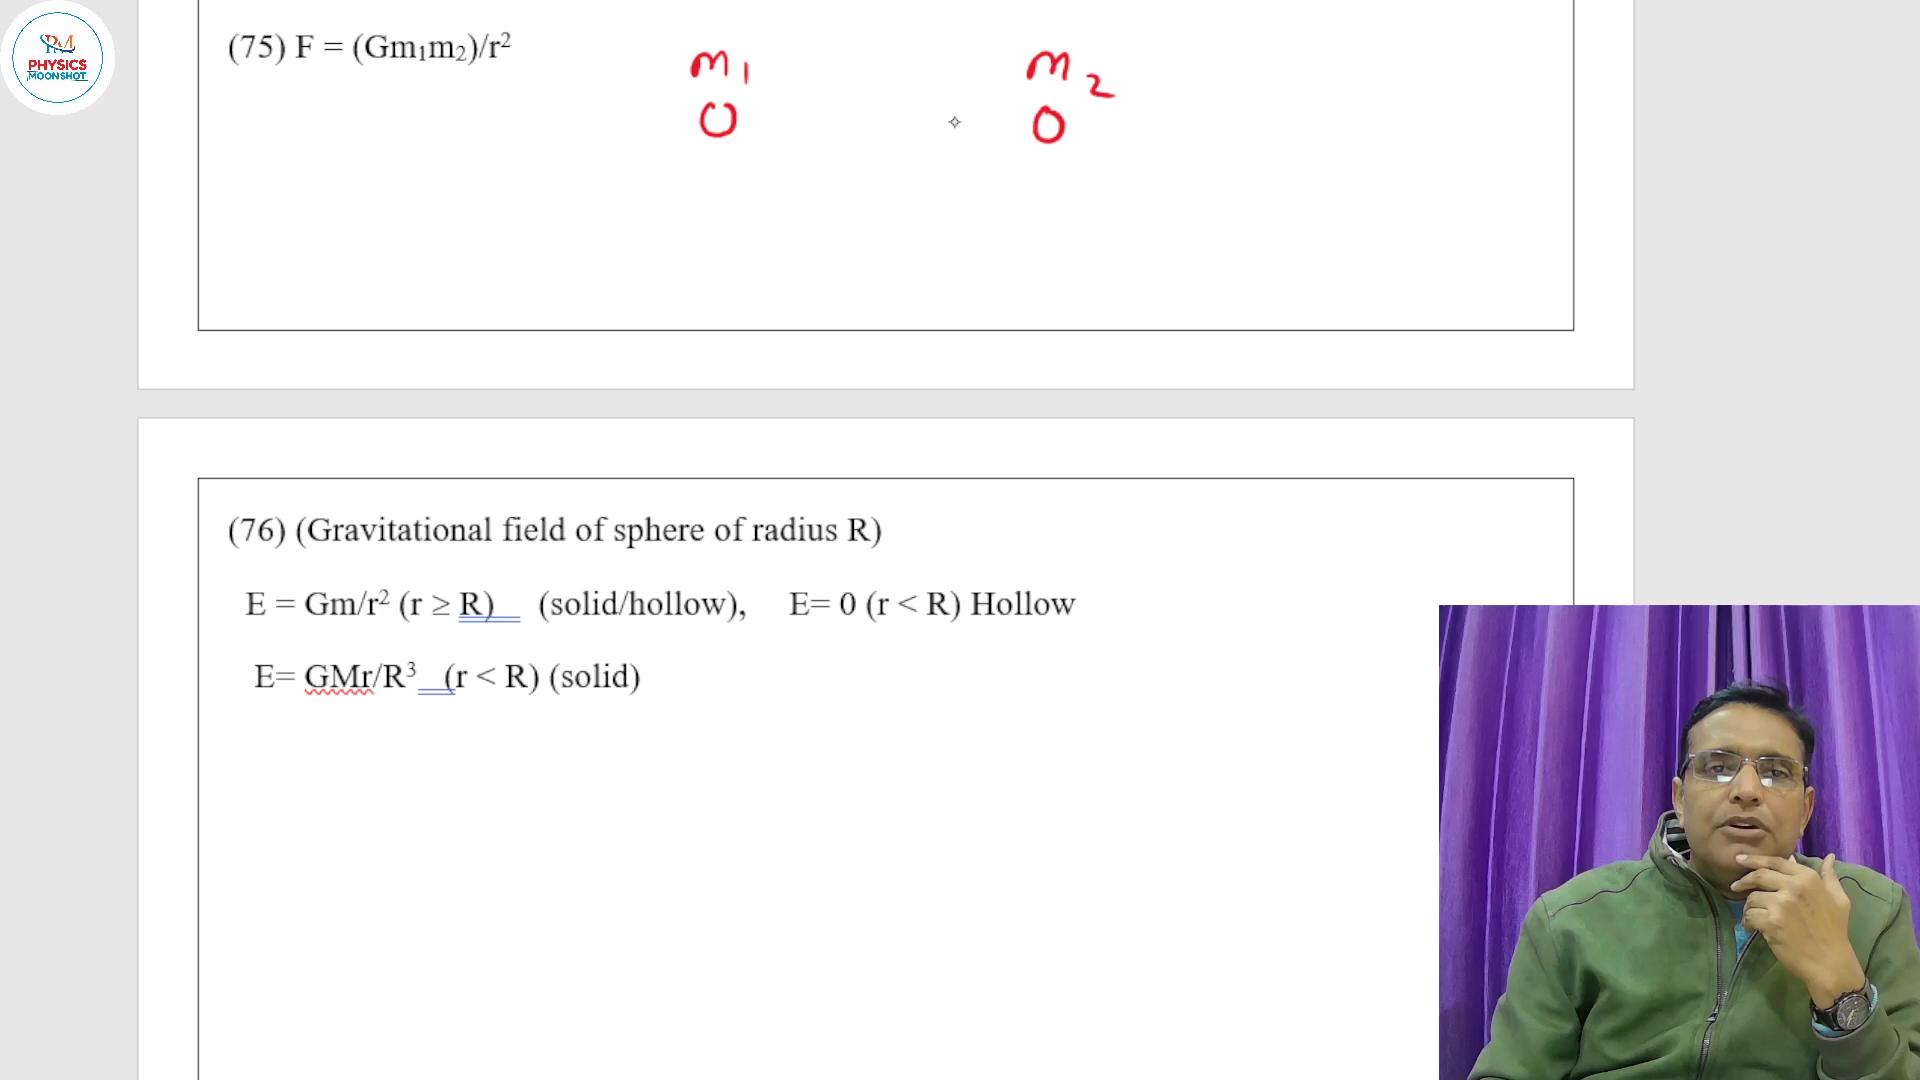 PM
PHYSICS
MOONSHOT
(75) F = (Gm₁m₂)/r²
m₁
m₂
(76) (Gravitational field of sphere of radius R)
E = Gm/r² (r ≥ R) (solid/hollow), E= 0 (r < R) Hollow
E= GMr/R³ (r < R) (solid)